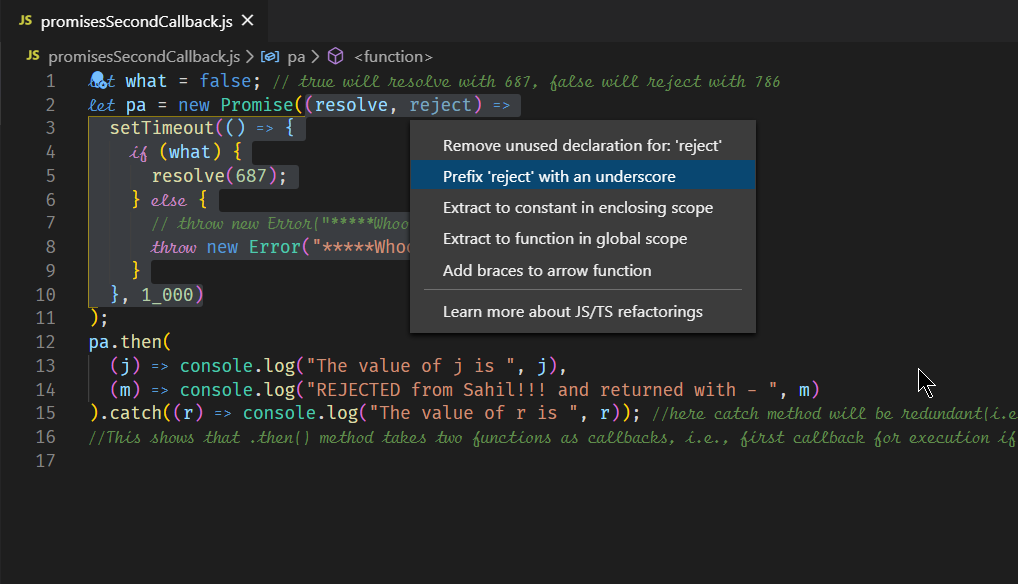 JS promisesSecondCallback.js ×
JS promisesSecondCallback.js > pa > <function>
1 let what = false; // true will resolve with 687, false will reject with 786
2 let pa = new Promise((resolve, reject) =>
3 setTimeout(() => {
4 if (what) {
5 resolve(687);
6 } else {
7 // throw new Error("*****Whoo
8 throw new Error("*****Whoo
9 }
10 }, 1_000)
11 );
12 pa.then(
13 (j) => console.log("The value of j is ", j),
14 (m) => console.log("REJECTED from Sahil!!! and returned with - ", m)
15 ).catch((r) => console.log("The value of r is ", r)); //here catch method will be redundant(i.e
16 //This shows that .then() method takes two functions as callbacks, i.e., first callback for execution if
17
Remove unused declaration for: 'reject'
Prefix 'reject' with an underscore
Extract to constant in enclosing scope
Extract to function in global scope
Add braces to arrow function
Learn more about JS/TS refactorings